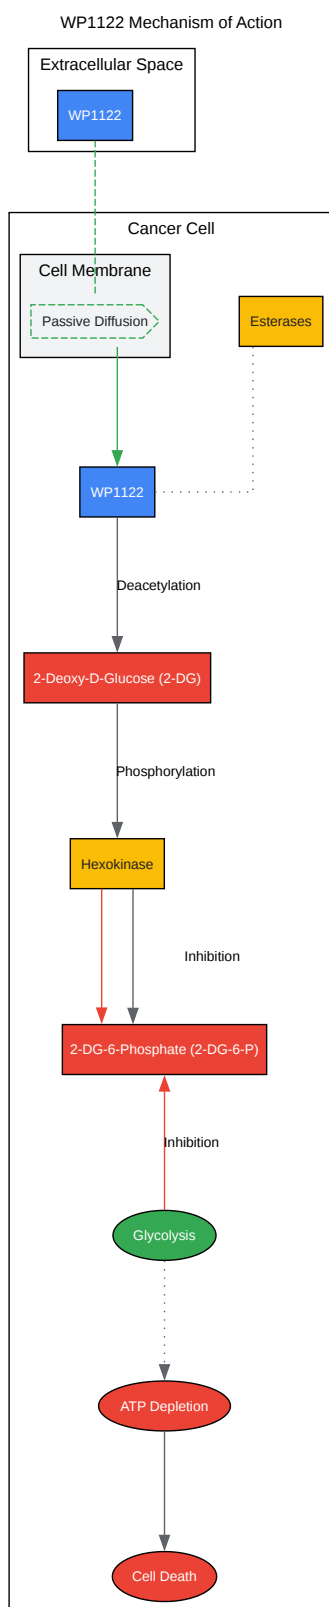 WP1122 Mechanism of Action
Extracellular Space
WP1122
Cancer Cell
Cell Membrane
Passive Diffusion
Esterases
WP1122
Deacetylation
2-Deoxy-D-Glucose (2-DG)
Phosphorylation
Hexokinase
Inhibition
2-DG-6-Phosphate (2-DG-6-P)
Inhibition
Glycolysis
ATP Depletion
Cell Death